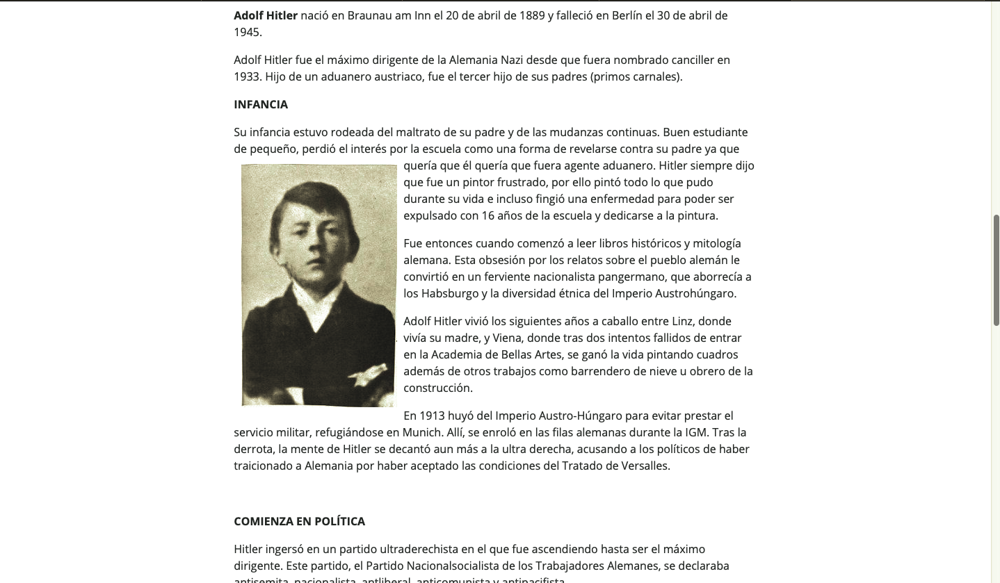 Adolf Hitler nació en Braunau am Inn el 20 de abril de 1889 y falleció en Berlín el 30 de abril de
1945.
Adolf Hitler fue el máximo dirigente de la Alemania Nazi desde que fuera nombrado canciller en
1933. Hijo de un aduanero austriaco, fue el tercer hijo de sus padres (primos carnales).
INFANCIA
Su infancia estuvo rodeada del maltrato de su padre y de las mudanzas continuas. Buen estudiante
de pequeño, perdió el interés por la escuela como una forma de revelarse contra su padre ya que
quería que él quería que fuera agente aduanero. Hitler siempre dijo
que fue un pintor frustrado, por ello pintó todo lo que pudo
durante su vida e incluso fingió una enfermedad para poder ser
expulsado con 16 años de la escuela y dedicarse a la pintura.
Fue entonces cuando comenzó a leer libros históricos y mitología
alemana. Esta obsesión por los relatos sobre el pueblo alemán le
convirtió en un ferviente nacionalista pangermano, que aborrecía a
los Habsburgo y la diversidad étnica del Imperio Austrohúngaro.
Adolf Hitler vivió los siguientes años a caballo entre Linz, donde
vivía su madre, y Viena, donde tras dos intentos fallidos de entrar
en la Academia de Bellas Artes, se ganó la vida pintando cuadros
además de otros trabajos como barrendero de nieve u obrero de la
construcción.
En 1913 huyó del Imperio Austro-Húngaro para evitar prestar el
servicio militar, refugiándose en Munich. Allí, se enroló en las filas alemanas durante la IGM. Tras la
derrota, la mente de Hitler se decantó aun más a la ultra derecha, acusando a los políticos de haber
traicionado a Alemania por haber aceptado las condiciones del Tratado de Versalles.
COMIENZA EN POLÍTICA
Hitler ingersó en un partido ultraderechista en el que fue ascendiendo hasta ser el máximo
dirigente. Este partido, el Partido Nacionalsocialista de los Trabajadores Alemanes, se declaraba
antisemita, nacionalista, antliberal, anticomunista y antipacifista.